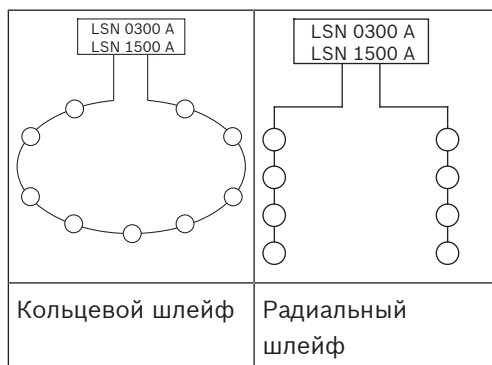 LSN 0300 A
LSN 1500 A
LSN 0300 A
LSN 1500 A
Кольцевой шлейф
Радиальный
шлейф